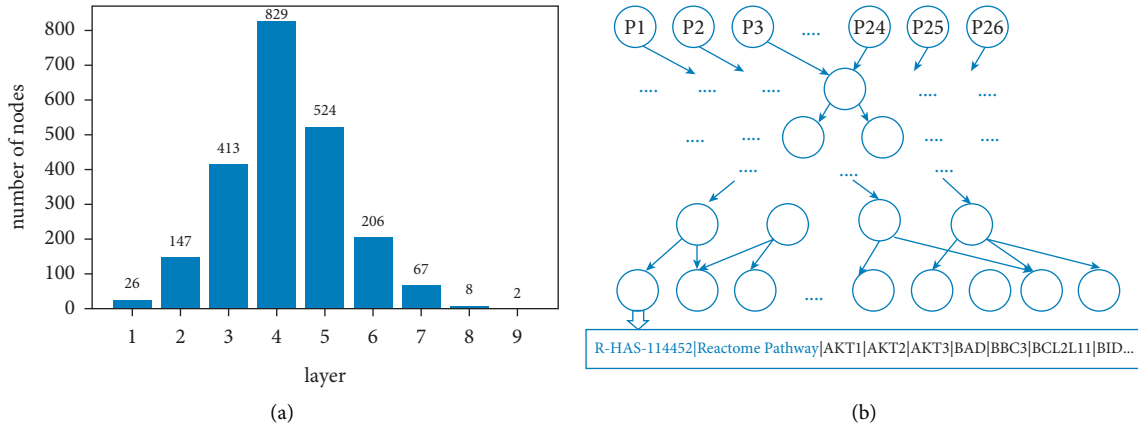 829
800
700
600
524
500
413
400
300
206
200
147
100
67
26
8
2
0
1 2 3 4 5 6 7 8 9
number of nodes
layer
(a)
P1 P2 P3 .... P24 P25 P26
.... .... .... .... ....
.... .... .... ....
.... .... ....
....
R-HAS-114452|Reactome Pathway|AKT1|AKT2|AKT3|BAD|BBC3|BCL2L11|BID...
(b)